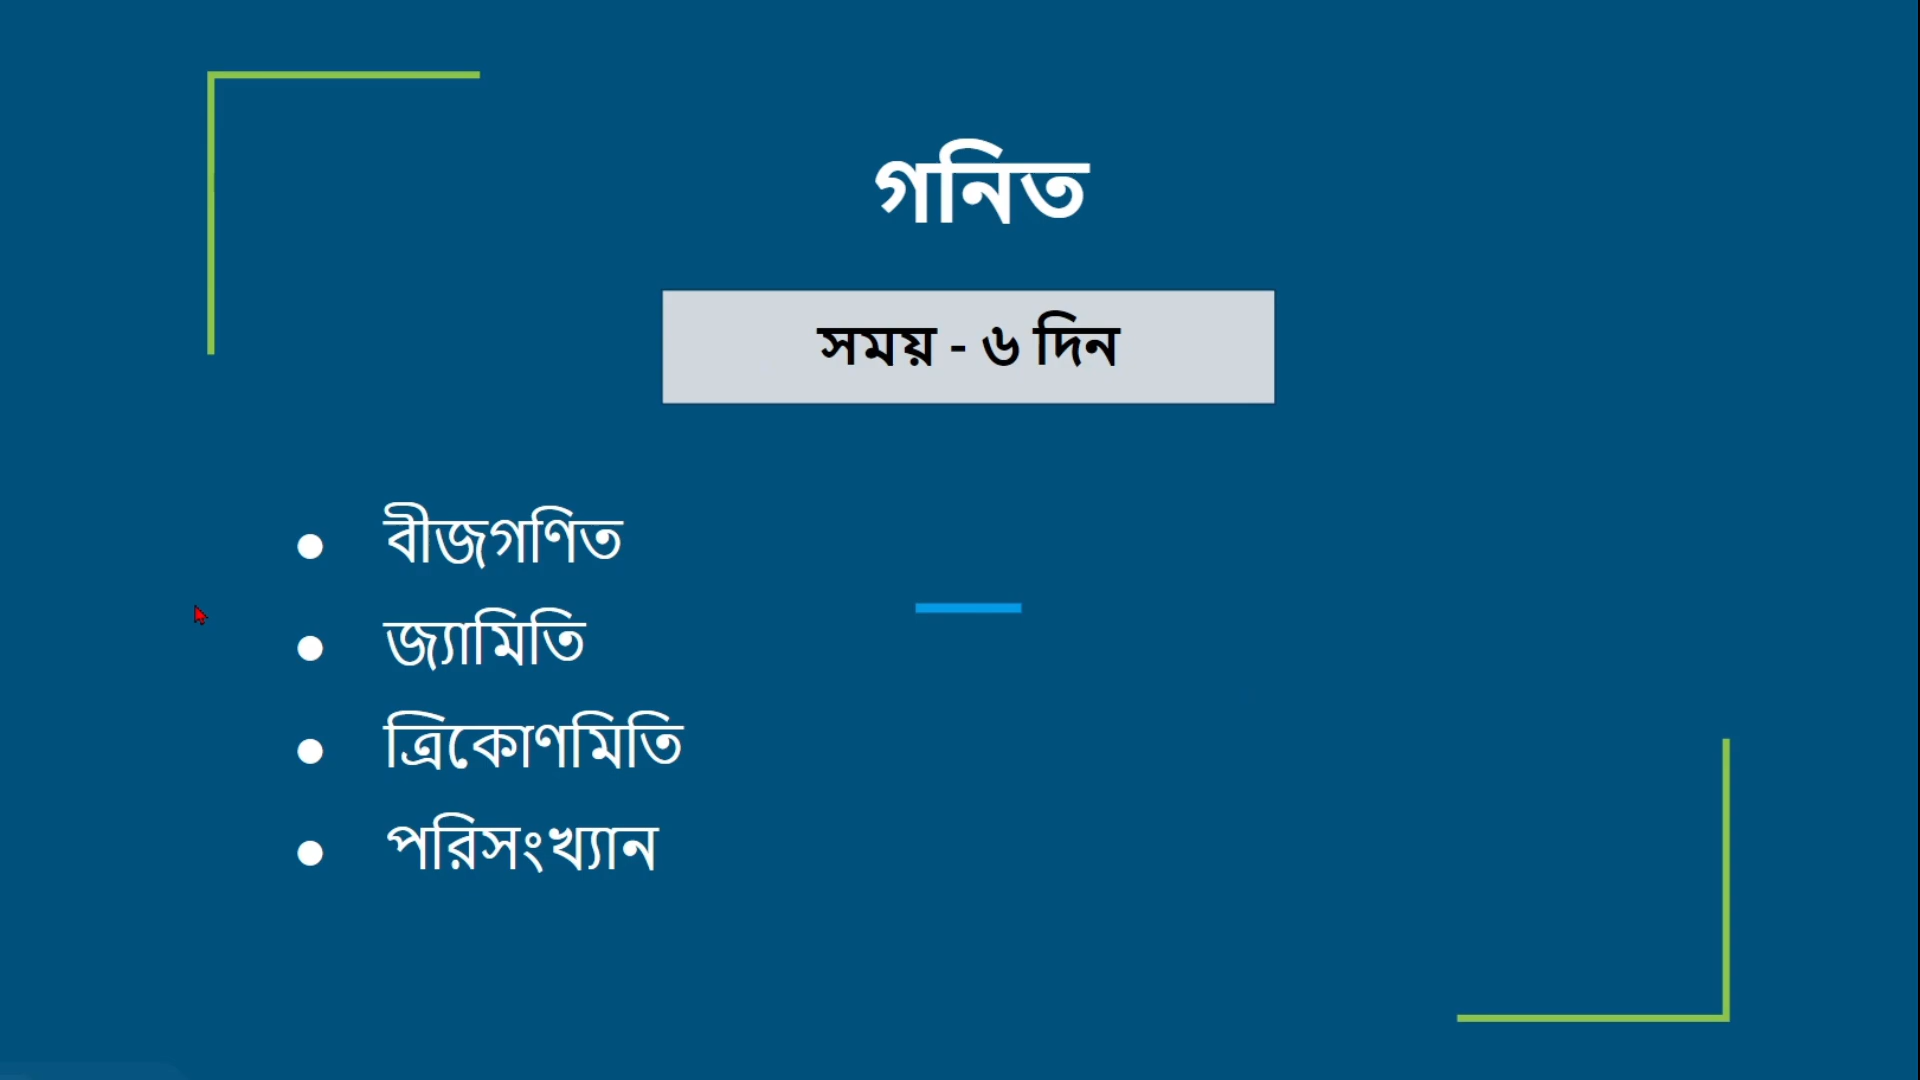 গনিত
সময় - ৬ দিন
● বীজগণিত
● জ্যামিতি
● ত্রিকোণমিতি
● পরিসংখ্যান